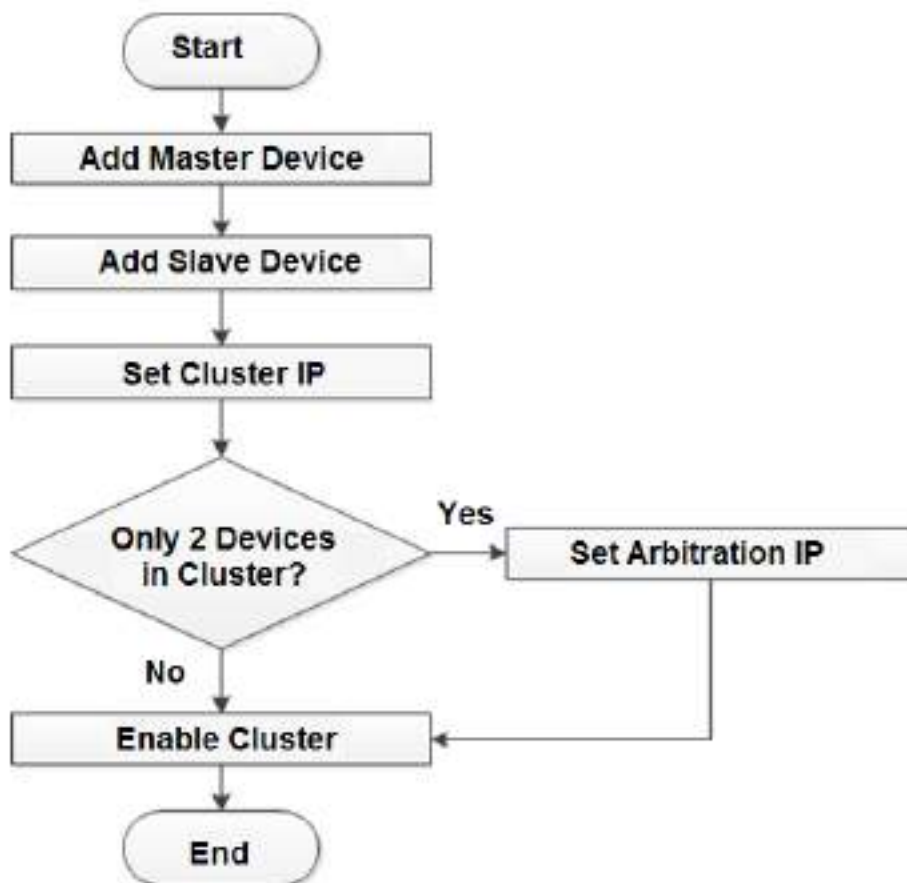 Start
Add Master Device
Add Slave Device
Set Cluster IP
Only 2 Devices
in Cluster?
Yes
Set Arbitration IP
No
Enable Cluster
End